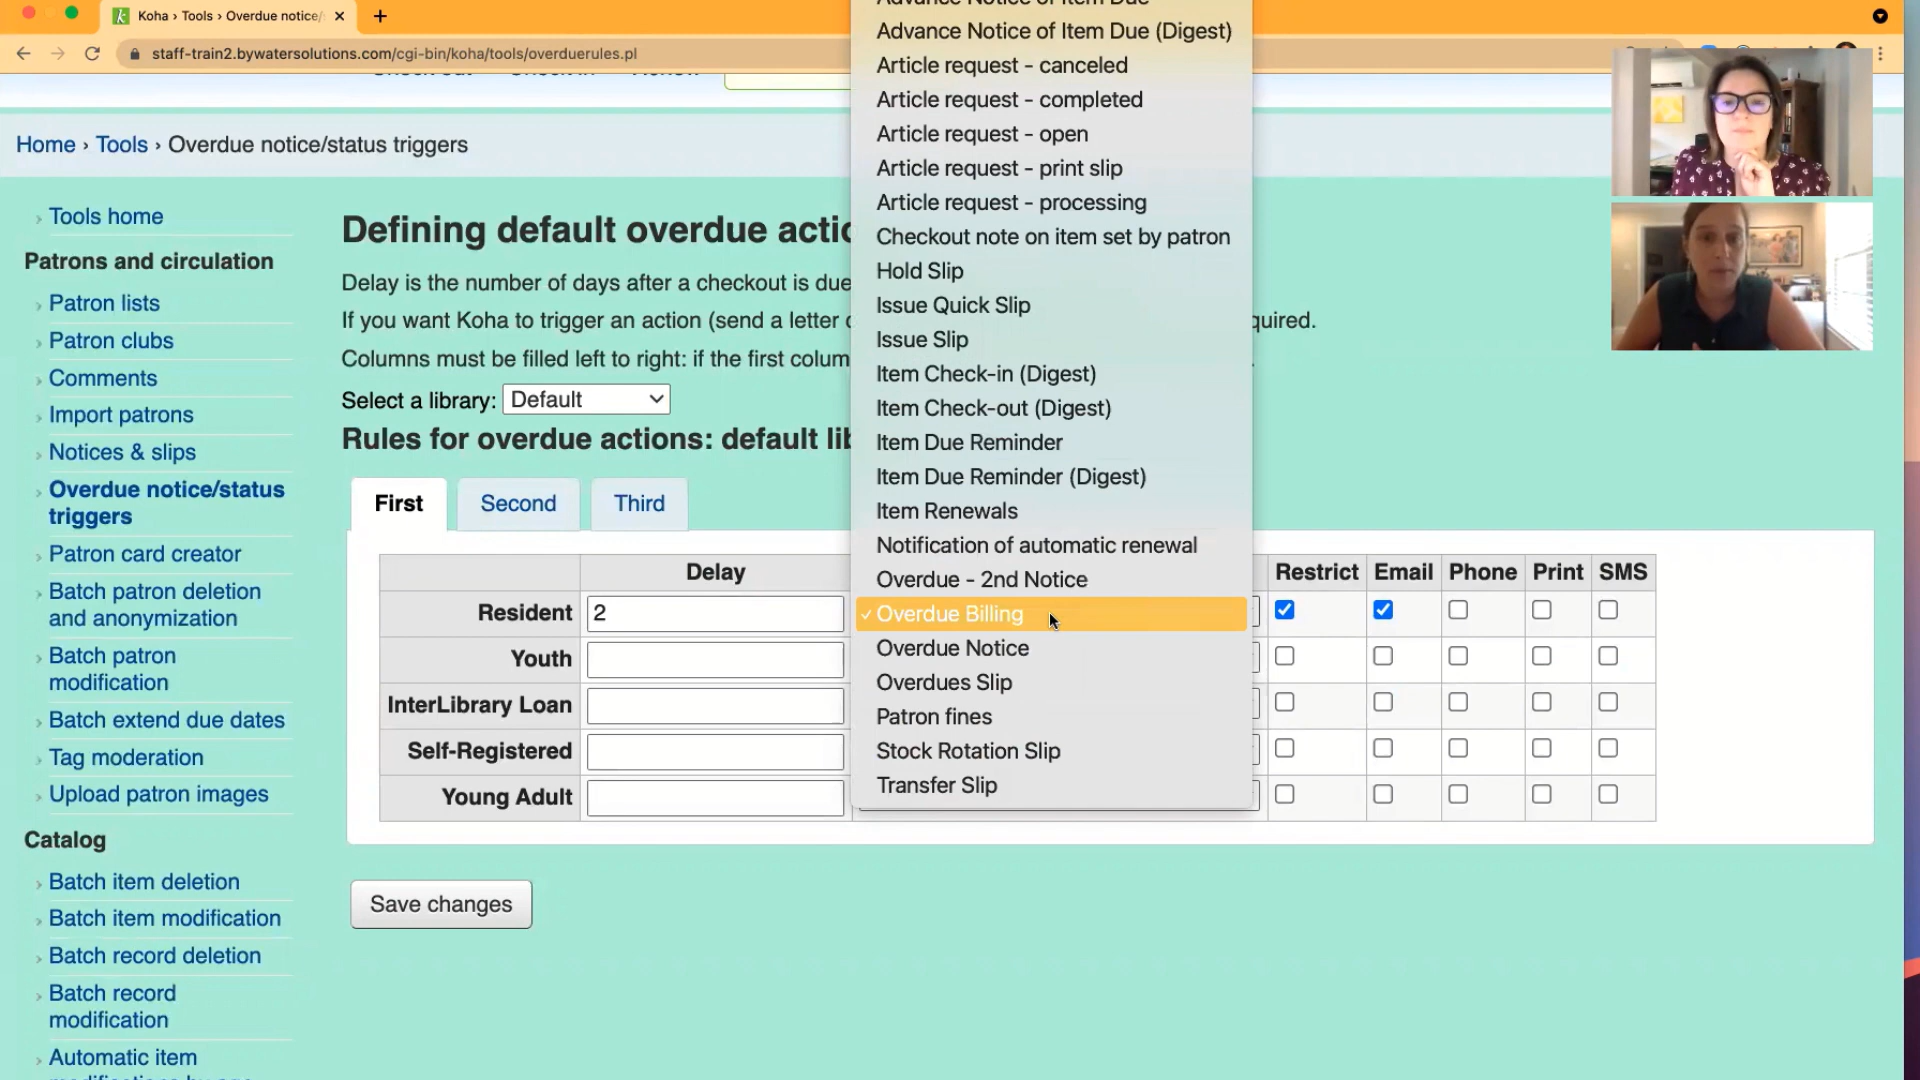 Koha › Tools › Overdue notice/
staff-train2.bywatersolutions.com/cgi-bin/koha/tools/overduerules.pl
Home › Tools › Overdue notice/status triggers
Tools home
Patrons and circulation
Patron lists
Patron clubs
Comments
Import patrons
Notices & slips
Overdue notice/status
triggers
Patron card creator
Batch patron deletion
and anonymization
Batch patron
modification
Batch extend due dates
Tag moderation
Upload patron images
Catalog
Batch item deletion
Batch item modification
Batch record deletion
Batch record
modification
Automatic item
Defining default overdue actio
Delay is the number of days after a checkout is due
If you want Koha to trigger an action (send a letter quired.
Columns must be filled left to right: if the first colum
Select a library: Default
Rules for overdue actions: default lib
First Second Third
Delay Restrict Email Phone Print SMS
Resident 2
Youth
InterLibrary Loan
Self-Registered
Young Adult
Save changes
Advance Notice of Item Due
Advance Notice of Item Due (Digest)
Article request - canceled
Article request - completed
Article request - open
Article request - print slip
Article request - processing
Checkout note on item set by patron
Hold Slip
Issue Quick Slip
Issue Slip
Item Check-in (Digest)
Item Check-out (Digest)
Item Due Reminder
Item Due Reminder (Digest)
Item Renewals
Notification of automatic renewal
Overdue - 2nd Notice
✓ Overdue Billing
Overdue Notice
Overdues Slip
Patron fines
Stock Rotation Slip
Transfer Slip